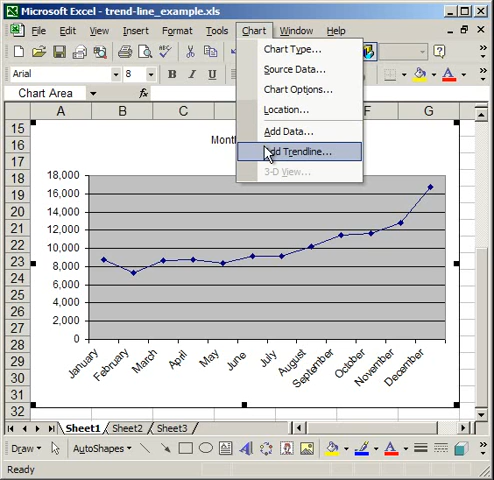 Microsoft Excel - trend-line_example.xls
File Edit View Insert Format Tools Chart Window Help
Arial 8 B I U
Chart Area
Chart Type...
Source Data...
Chart Options...
Location...
Add Data...
dd Trendline...
3-D View...
A B C F G
15
16
17
18
19
20
21
22
23
24
25
26
27
28
29
30
31
32
Month
18,000
16,000
14,000
12,000
10,000
8,000
6,000
4,000
2,000
0
January February March April May June July August September October November December
Sheet1 Sheet2 Sheet3
Draw AutoShapes
Ready